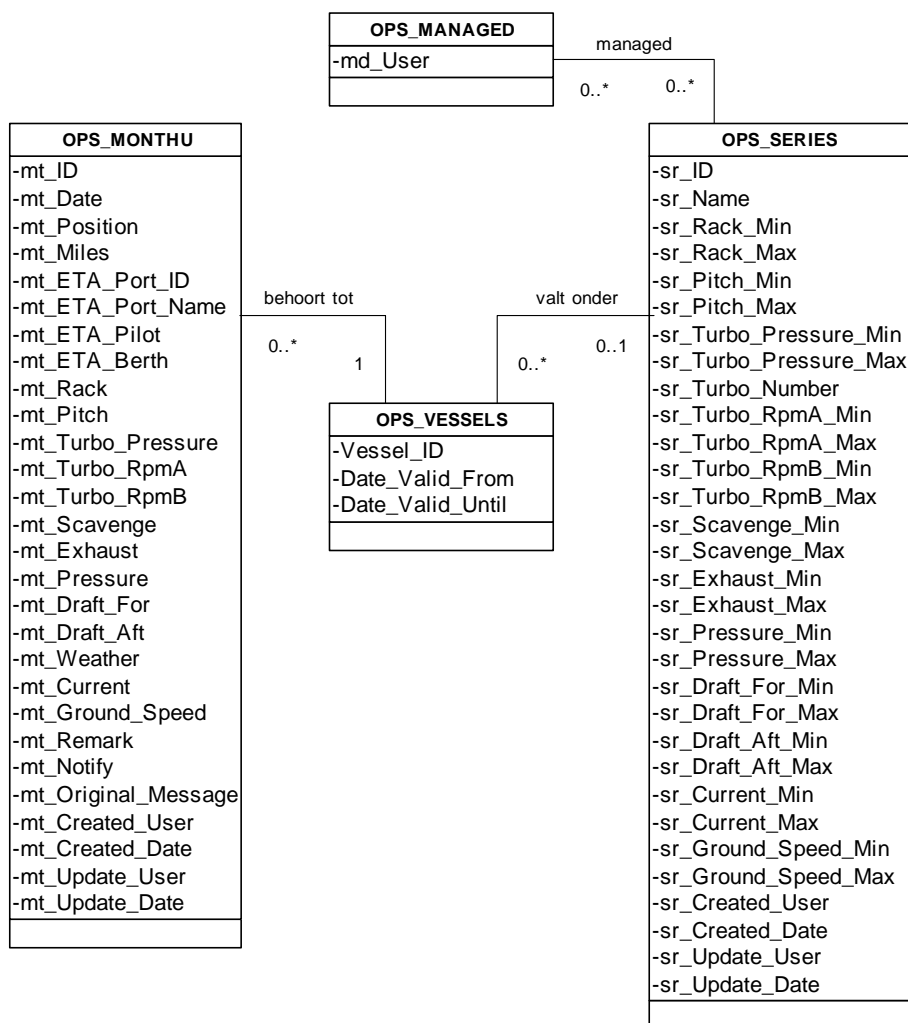 OPS_MANAGED
-md_User
managed
0..*
0..*
OPS_MONTHU
-mt_ID
-mt_Date
-mt_Position
-mt_Miles
-mt_ETA_Port_ID
-mt_ETA_Port_Name
-mt_ETA_Pilot
-mt_ETA_Berth
-mt_Rack
-mt_Pitch
-mt_Turbo_Pressure
-mt_Turbo_RpmA
-mt_Turbo_RpmB
-mt_Scavenge
-mt_Exhaust
-mt_Pressure
-mt_Draft_For
-mt_Draft_Aft
-mt_Weather
-mt_Current
-mt_Ground_Speed
-mt_Remark
-mt_Notify
-mt_Original_Message
-mt_Created_User
-mt_Created_Date
-mt_Update_User
-mt_Update_Date
behoort tot
0..*
1
valt onder
0..*
0..1
OPS_VESSELS
-Vessel_ID
-Date_Valid_From
-Date_Valid_Until
OPS_SERIES
-sr_ID
-sr_Name
-sr_Rack_Min
-sr_Rack_Max
-sr_Pitch_Min
-sr_Pitch_Max
-sr_Turbo_Pressure_Min
-sr_Turbo_Pressure_Max
-sr_Turbo_Number
-sr_Turbo_RpmA_Min
-sr_Turbo_RpmA_Max
-sr_Turbo_RpmB_Min
-sr_Turbo_RpmB_Max
-sr_Scavenge_Min
-sr_Scavenge_Max
-sr_Exhaust_Min
-sr_Exhaust_Max
-sr_Pressure_Min
-sr_Pressure_Max
-sr_Draft_For_Min
-sr_Draft_For_Max
-sr_Draft_Aft_Min
-sr_Draft_Aft_Max
-sr_Current_Min
-sr_Current_Max
-sr_Ground_Speed_Min
-sr_Ground_Speed_Max
-sr_Created_User
-sr_Created_Date
-sr_Update_User
-sr_Update_Date